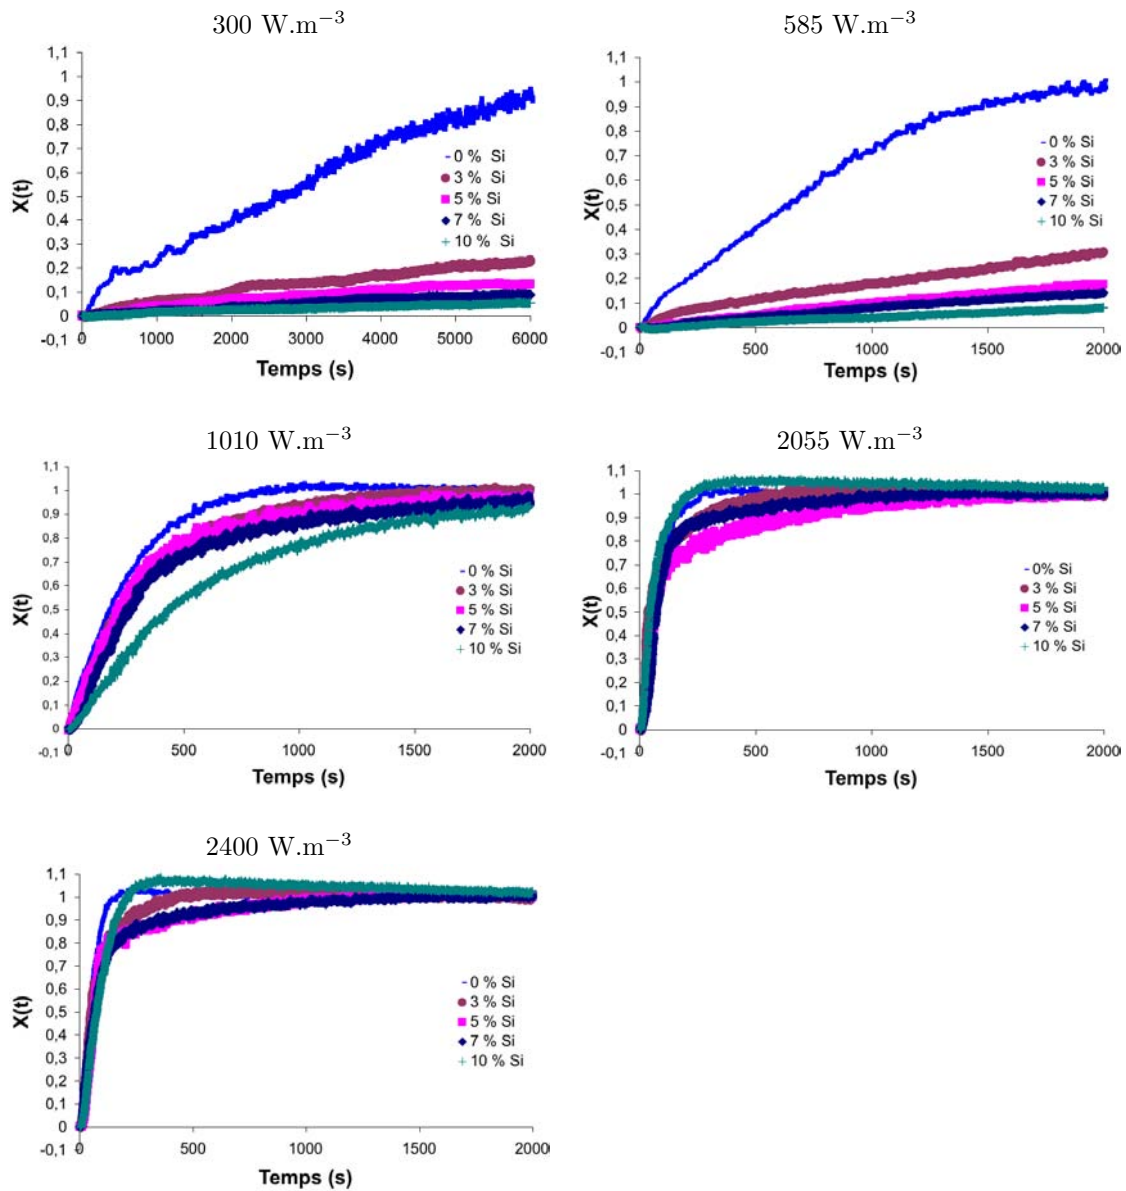 300 W.m⁻³
1,1
1
0,9
0,8
0,7
0,6
0,5
0,4
0,3
0,2
0,1
0
-0,1
X(t)
0 % Si
3 % Si
5 % Si
7 % Si
10 % Si
0 1000 2000 3000 4000 5000 6000
Temps (s)
585 W.m⁻³
1,1
1
0,9
0,8
0,7
0,6
0,5
0,4
0,3
0,2
0,1
0
-0,1
X(t)
0 % Si
3 % Si
5 % Si
7 % Si
10 % Si
0 500 1000 1500 2000
Temps (s)
1010 W.m⁻³
1,1
1
0,9
0,8
0,7
0,6
0,5
0,4
0,3
0,2
0,1
0
-0,1
X(t)
0 % Si
3 % Si
5 % Si
7 % Si
10 % Si
0 500 1000 1500 2000
Temps (s)
2055 W.m⁻³
1,1
1
0,9
0,8
0,7
0,6
0,5
0,4
0,3
0,2
0,1
0
-0,1
X(t)
0% Si
3 % Si
5 % Si
7 % Si
10 % Si
0 500 1000 1500 2000
Temps (s)
2400 W.m⁻³
1,1
1
0,9
0,8
0,7
0,6
0,5
0,4
0,3
0,2
0,1
0
-0,1
X(t)
0 % Si
3 % Si
5 % Si
7 % Si
10 % Si
0 500 1000 1500 2000
Temps (s)